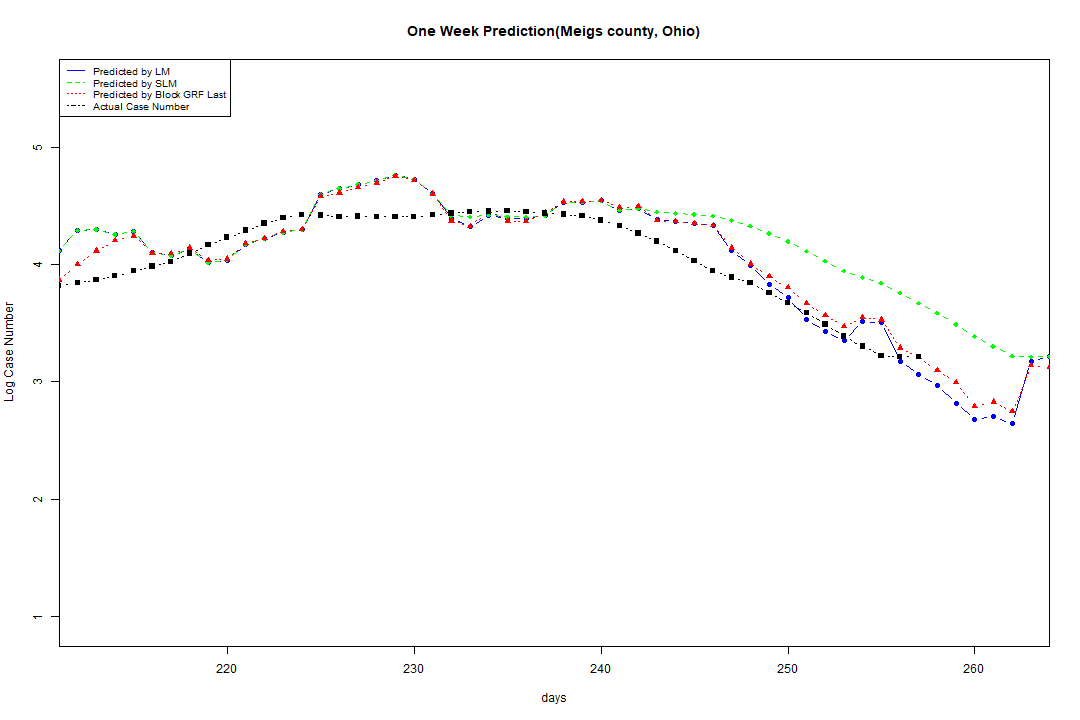 One Week Prediction(Meigs county, Ohio)
Predicted by LM
Predicted by SLM
Predicted by Block GRF Last
Actual Case Number
5
4
3
2
1
Log Case Number
220 230 240 250 260
days